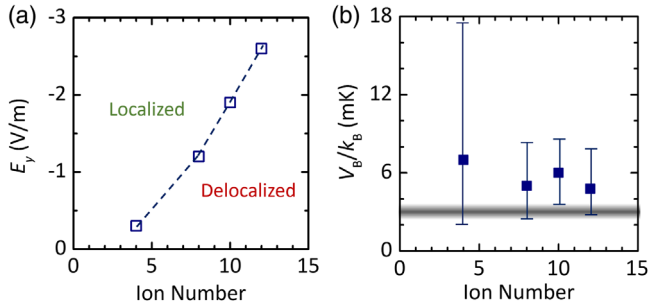 (a)
-3
-2
-1
0
E_y (V/m)
Localized
Delocalized
0 5 10 15
Ion Number
(b)
18
12
6
0
V_B/k_B (mK)
0 5 10 15
Ion Number